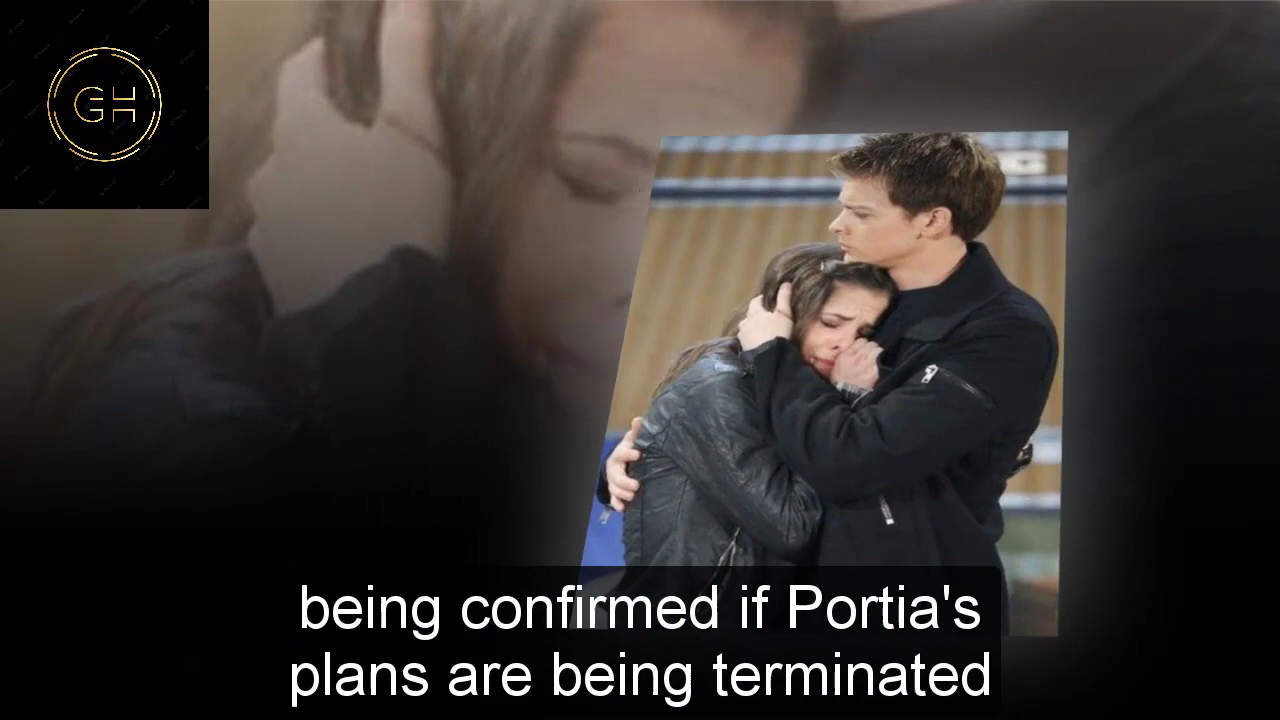 GH
being confirmed if Portia's
plans are being terminated